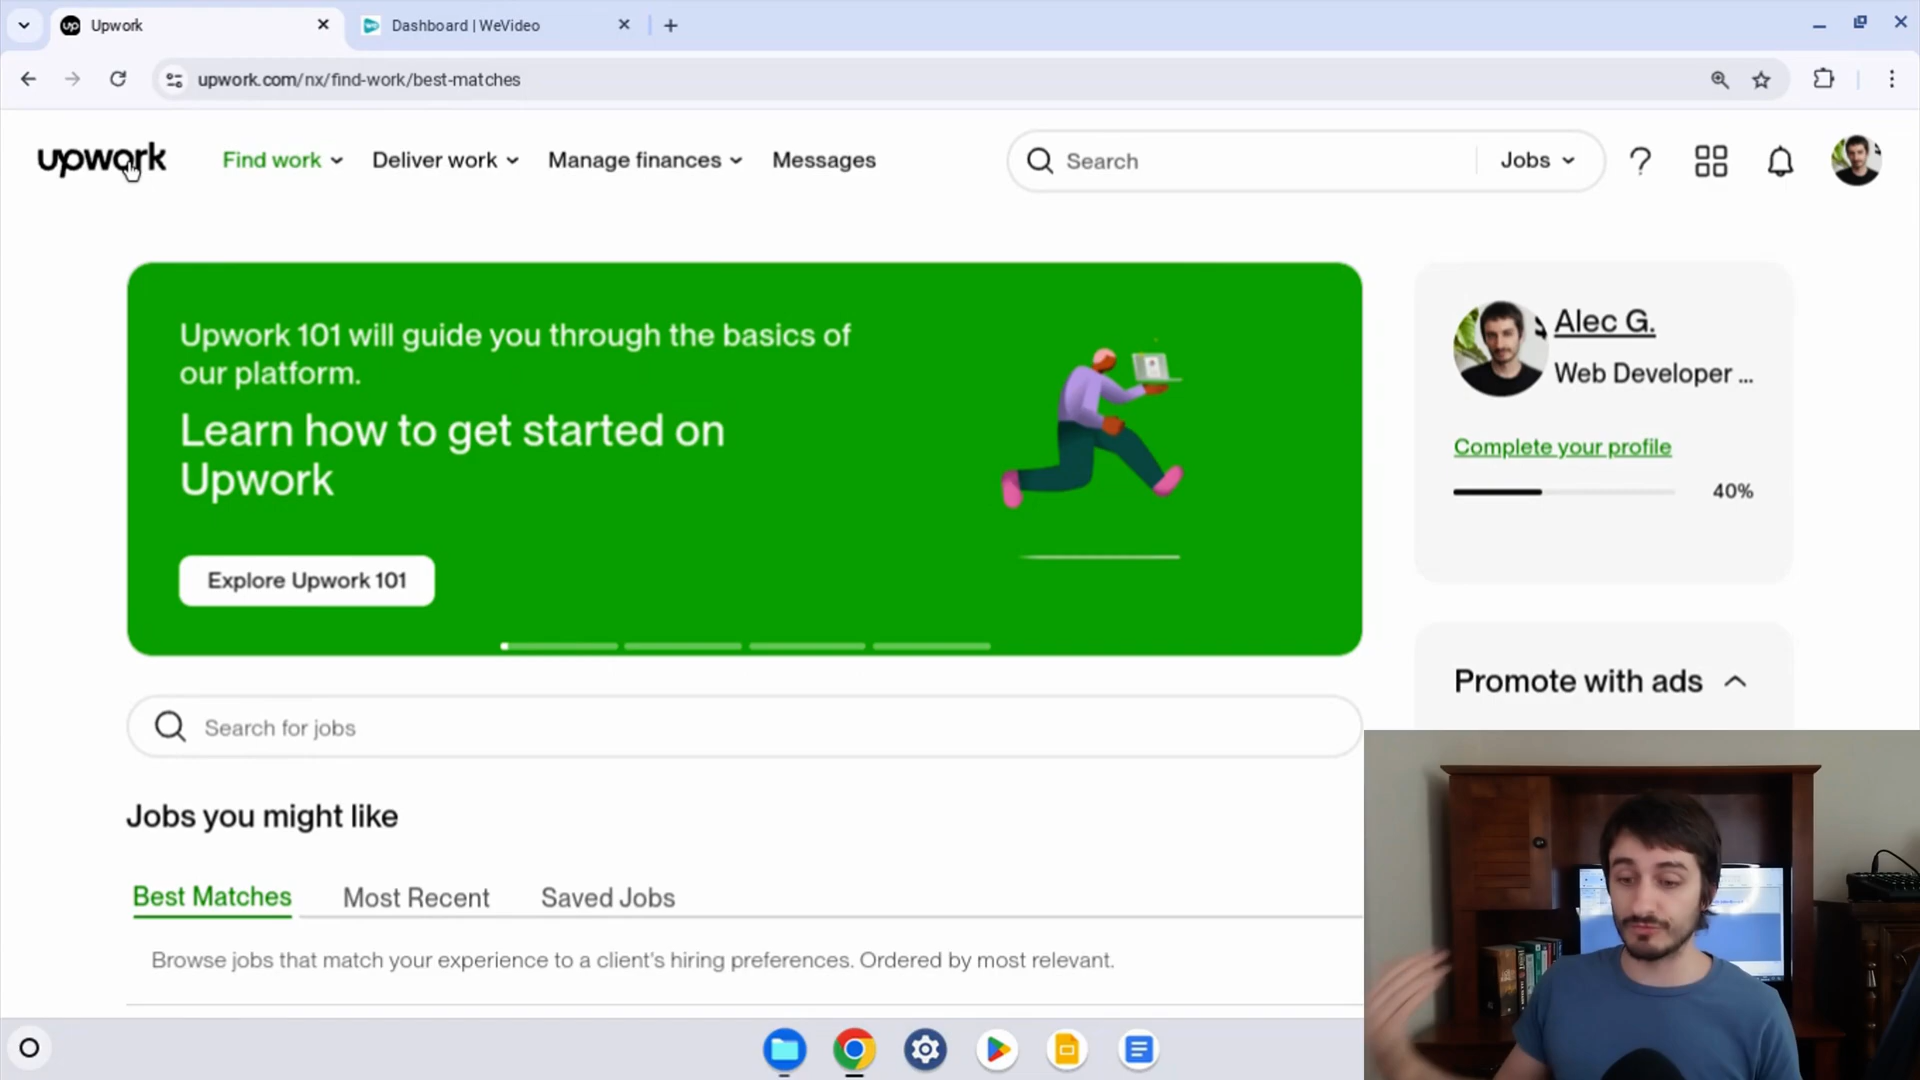 Upwork
Dashboard | WeVideo
upwork.com/nx/find-work/best-matches
upwork
Find work
Deliver work
Manage finances
Messages
Search
Jobs
Upwork 101 will guide you through the basics of
our platform.
Learn how to get started on
Upwork
Explore Upwork 101
Alec G.
Web Developer ...
Complete your profile
40%
Promote with ads
Search for jobs
Jobs you might like
Best Matches
Most Recent
Saved Jobs
Browse jobs that match your experience to a client's hiring preferences. Ordered by most relevant.